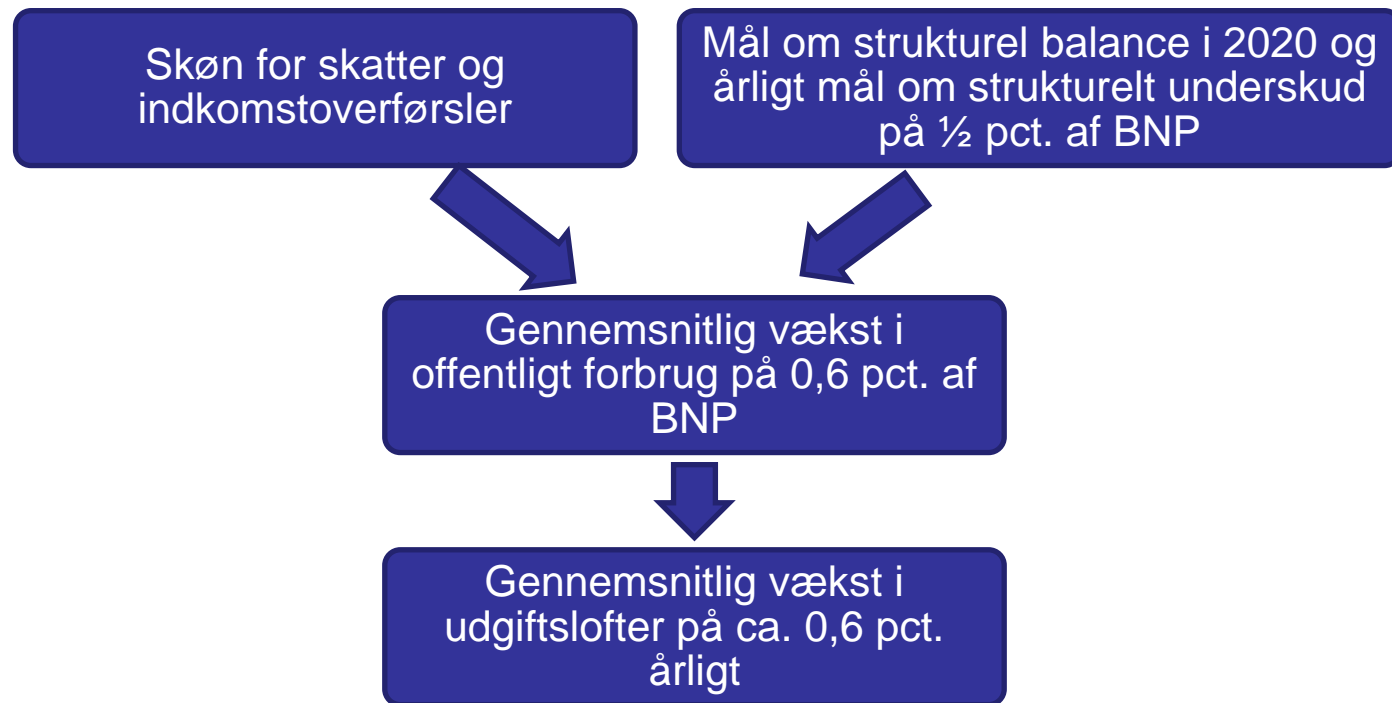 Skøn for skatter og
indkomstoverførsler
Mål om strukturel balance i 2020 og
årligt mål om strukturelt underskud
på ½ pct. af BNP
Gennemsnitlig vækst i
offentligt forbrug på 0,6 pct. af
BNP
Gennemsnitlig vækst i
udgiftslofter på ca. 0,6 pct.
årligt